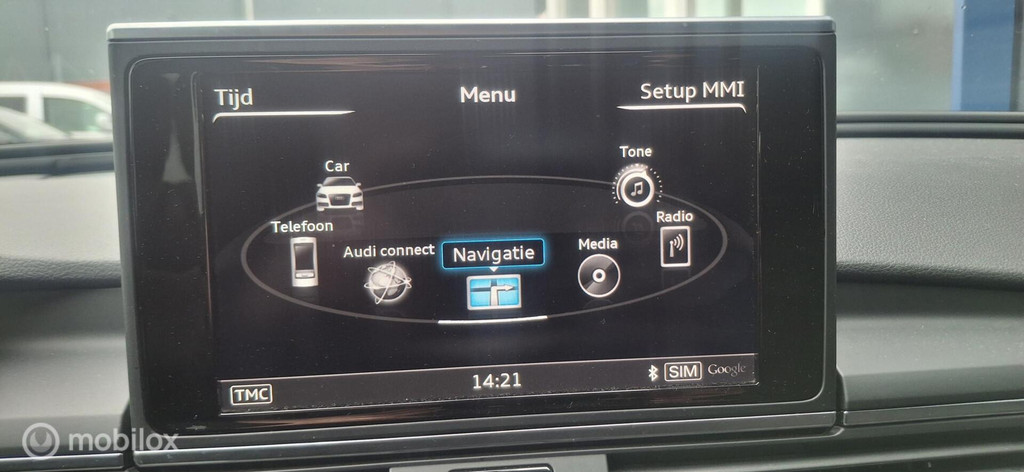 Tijd
Menu
Setup MMI
Car
Tone
Telefoon
Radio
Audi connect
Navigatie
Media
TMC
14:21
SIM
Google
mobilox